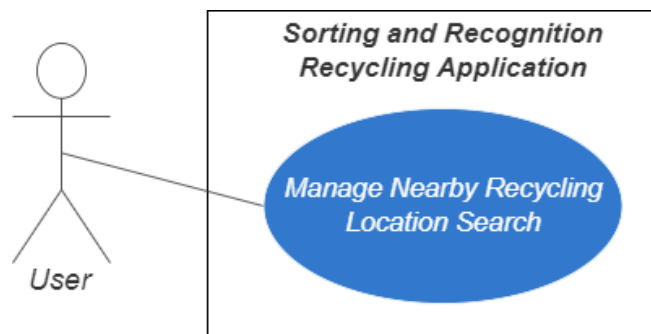 Sorting and Recognition
Recycling Application
Manage Nearby Recycling
Location Search
User